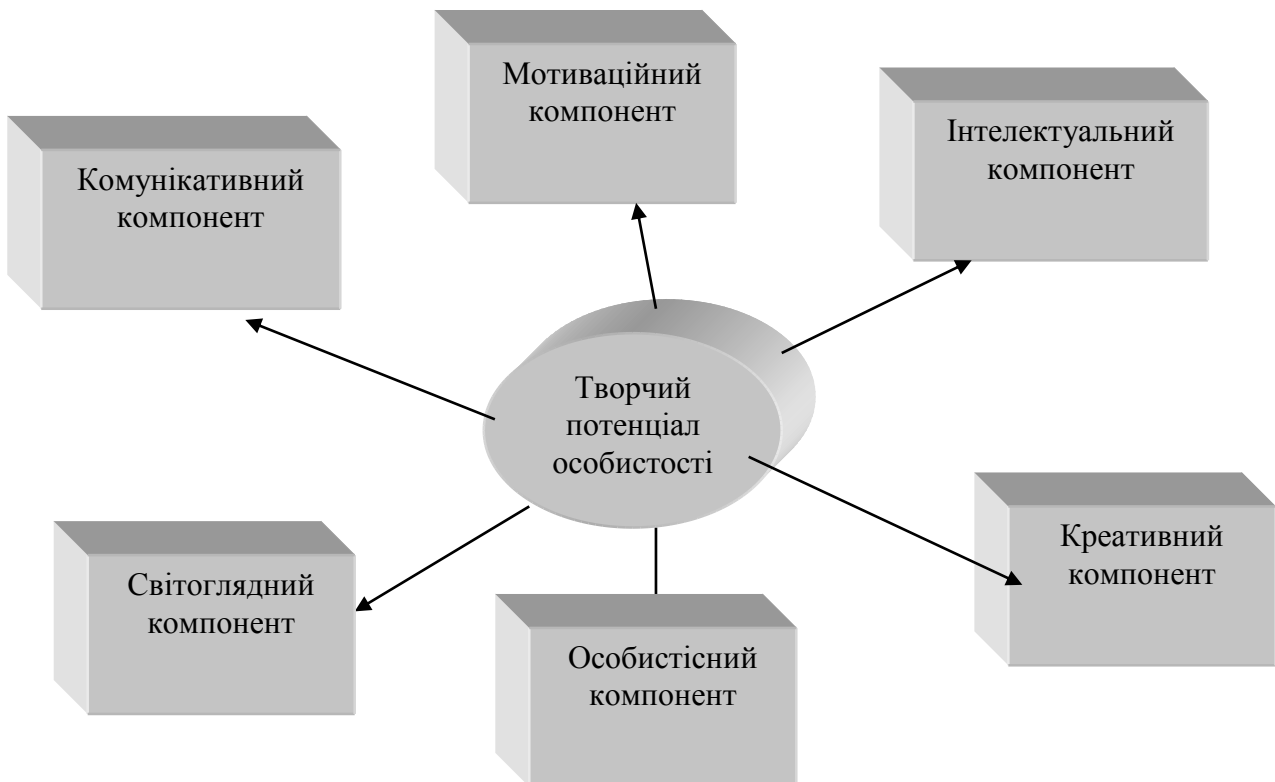 Мотиваційний
компонент
Інтелектуальний
компонент
Комунікативний
компонент
Творчий
потенціал
особистості
Креативний
компонент
Світоглядний
компонент
Особистісний
компонент